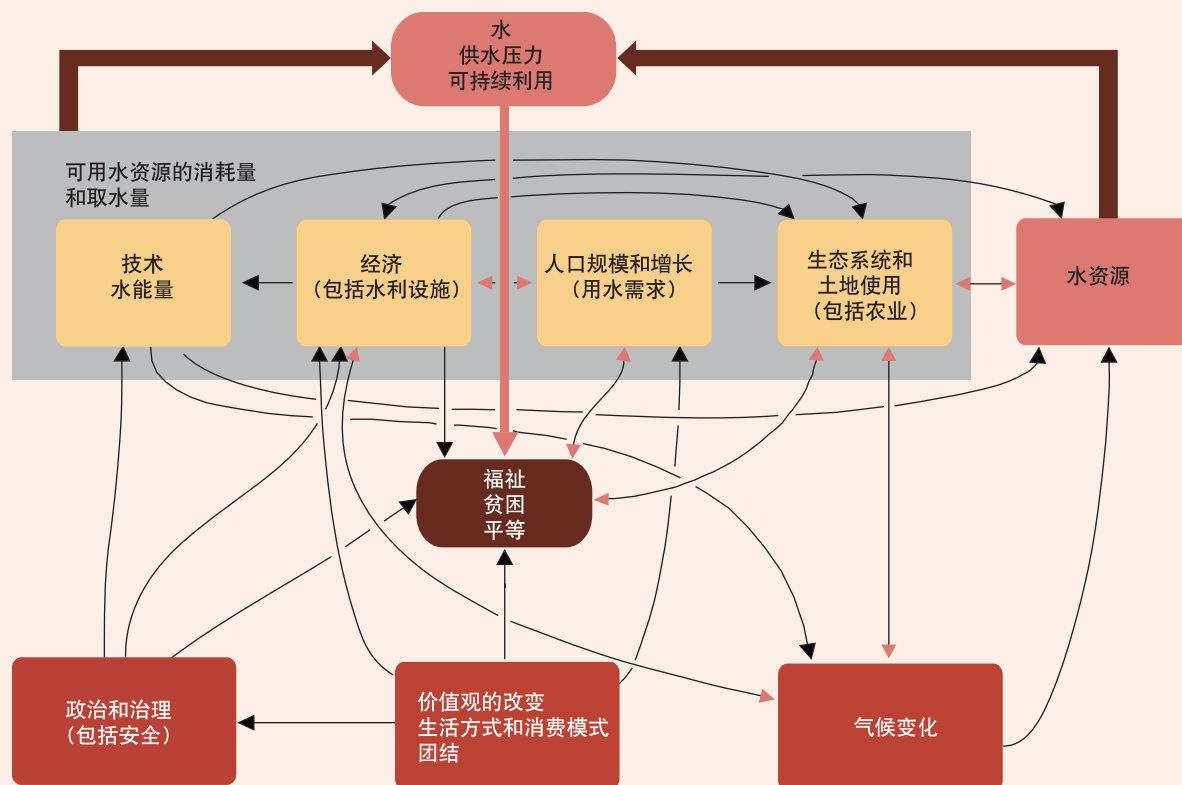 水
供水压力
可持续利用
可用水资源的消耗量
和取水量
技术
水能量
经济
（包括水利设施）
人口规模和增长
（用水需求）
生态系统和
土地使用
（包括农业）
水资源
福祉
贫困
平等
政治和治理
（包括安全）
价值观的改变
生活方式和消费模式
团结
气候变化